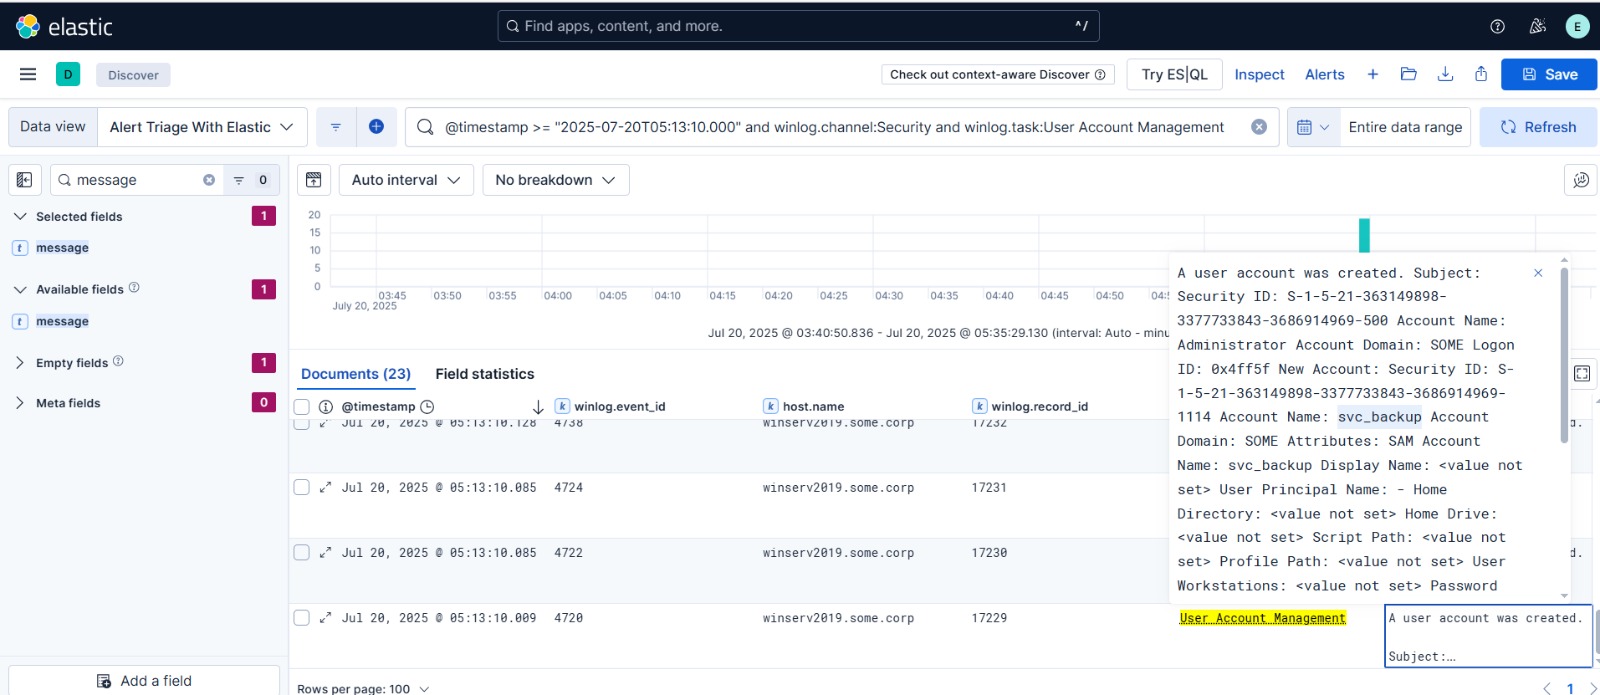 elastic
Find apps, content, and more.
^/
E
D
Discover
Check out context-aware Discover
Try ES|QL
Inspect
Alerts
Save
Data view
Alert Triage With Elastic
@timestamp >= "2025-07-20T05:13:10.000" and winlog.channel:Security and winlog.task:User Account Management
Entire data range
Refresh
message
0
Auto interval
No breakdown
Selected fields
1
t message
Available fields
1
t message
Empty fields
1
Meta fields
0
Add a field
20
15
10
5
0
03:45 03:50 03:55 04:00 04:05 04:10 04:15 04:20 04:25 04:30 04:35 04:40 04:45 04:50
July 20, 2025
Jul 20, 2025 @ 03:40:50.836 - Jul 20, 2025 @ 05:35:29.130 (interval: Auto - minu
Documents (23)
Field statistics
@timestamp k winlog.event_id k host.name k winlog.record_id
Jul 20, 2025 @ 05:13:10.128 4738 winserv2019.some.corp 17232
d.
Jul 20, 2025 @ 05:13:10.085 4724 winserv2019.some.corp 17231
Jul 20, 2025 @ 05:13:10.085 4722 winserv2019.some.corp 17230
d.
Jul 20, 2025 @ 05:13:10.009 4720 winserv2019.some.corp 17229 User Account Management A user account was created.
Subject:…
A user account was created. Subject:
Security ID: S-1-5-21-363149898-
3377733843-3686914969-500 Account Name:
Administrator Account Domain: SOME Logon
ID: 0x4ff5f New Account: Security ID: S-
1-5-21-363149898-3377733843-3686914969-
1114 Account Name: svc_backup Account
Domain: SOME Attributes: SAM Account
Name: svc_backup Display Name: <value not
set> User Principal Name: - Home
Directory: <value not set> Home Drive:
<value not set> Script Path: <value not
set> Profile Path: <value not set> User
Workstations: <value not set> Password
Rows per page: 100
1